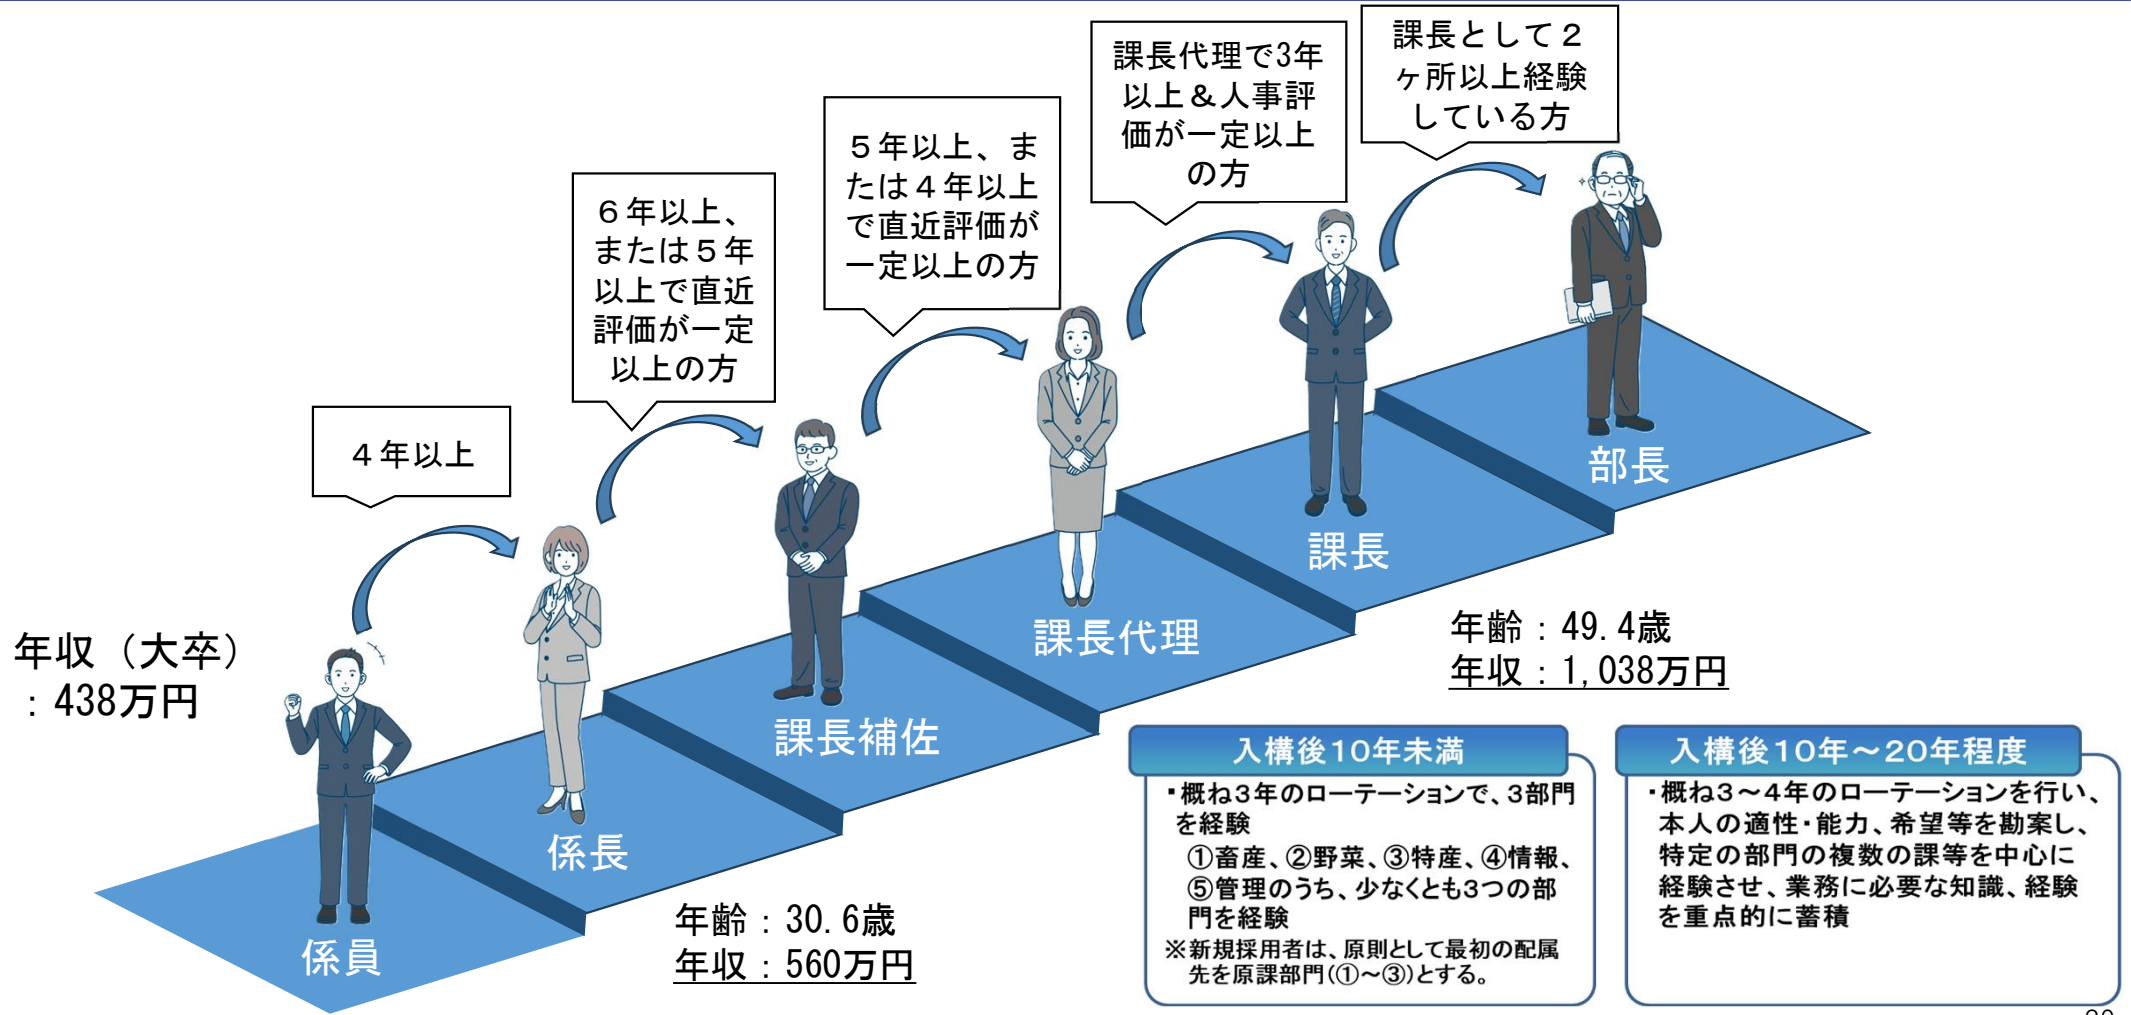 課長として２
ヶ所以上経験
している方
課長代理で3年
以上＆人事評
価が一定以上
の方
５年以上、ま
たは４年以上
で直近評価が
一定以上の方
６年以上、
または５年
以上で直近
評価が一定
以上の方
４年以上
部長
課長
課長代理
課長補佐
係長
係員
年収（大卒）
：438万円
年齢：30.6歳
年収：560万円
年齢：49.4歳
年収：1,038万円
入構後10年未満
・概ね3年のローテーションで、3部門
を経験
①畜産、②野菜、③特産、④情報、
⑤管理のうち、少なくとも3つの部
門を経験
※新規採用者は、原則として最初の配属
先を原課部門(①～③)とする。
入構後10年～20年程度
・概ね3～4年のローテーションを行い、
本人の適性・能力、希望等を勘案し、
特定の部門の複数の課等を中心に
経験させ、業務に必要な知識、経験
を重点的に蓄積